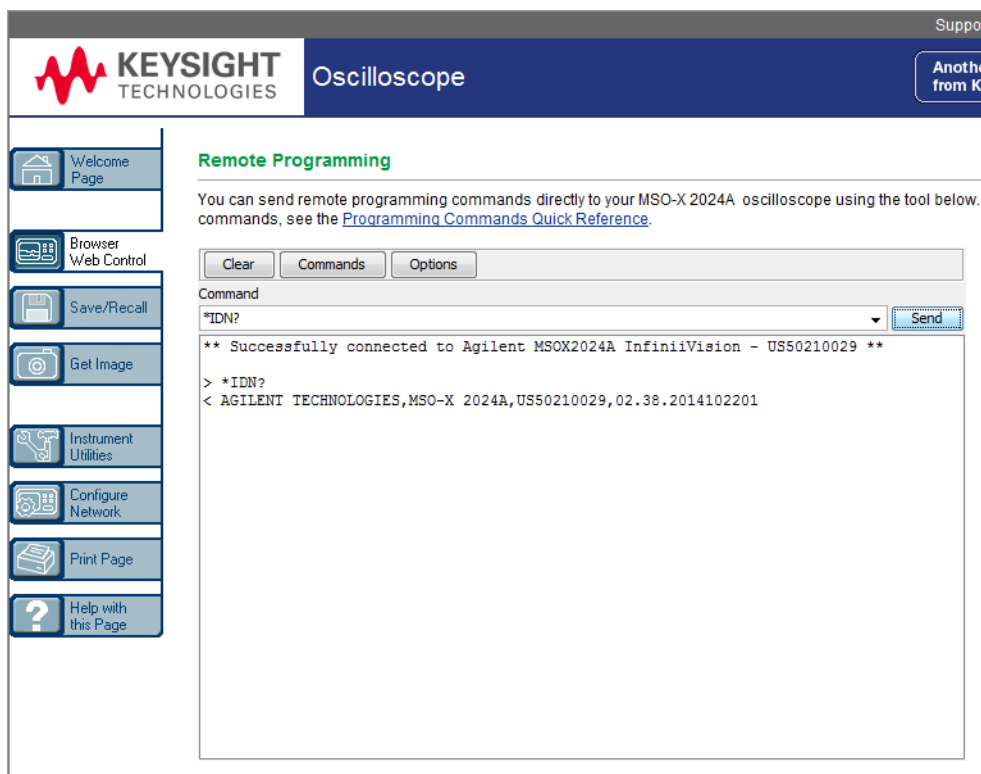 Suppo
KEYSIGHT
TECHNOLOGIES
Oscilloscope
Anothe
from K
Welcome
Page
Browser
Web Control
Save/Recall
Get Image
Instrument
Utilities
Configure
Network
Print Page
Help with
this Page
Remote Programming
You can send remote programming commands directly to your MSO-X 2024A oscilloscope using the tool below.
commands, see the Programming Commands Quick Reference.
Clear Commands Options
Command
*IDN? Send
** Successfully connected to Agilent MSOX2024A InfiniiVision - US50210029 **
> *IDN?
< AGILENT TECHNOLOGIES,MSO-X 2024A,US50210029,02.38.2014102201